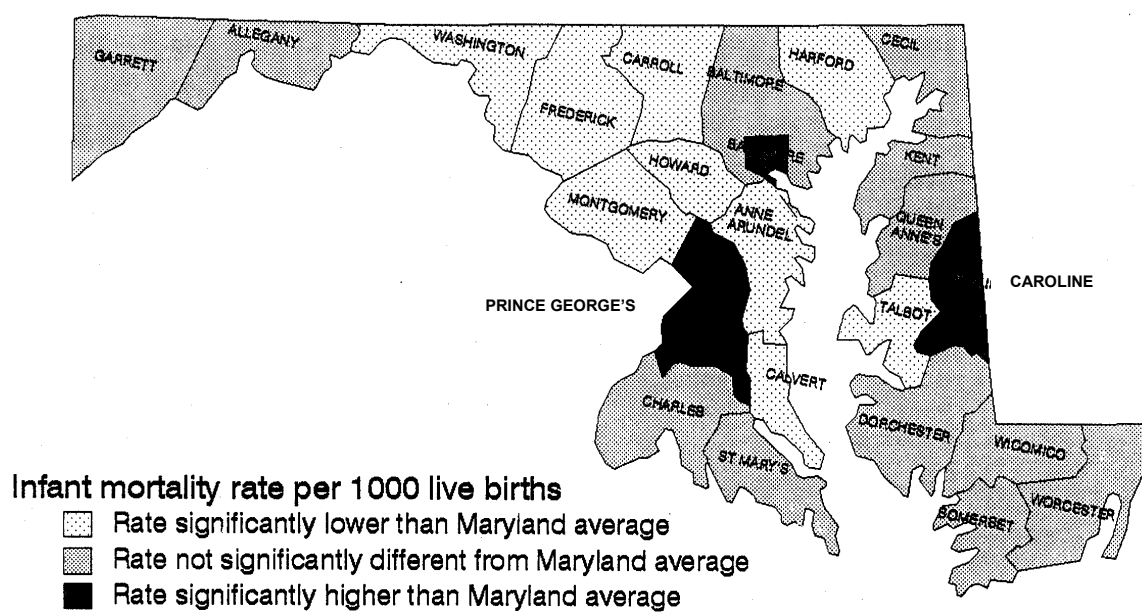 GARRETT
ALLEGANY
WASHINGTON
FREDERICK
CARROLL
BALTIMORE
HARFORD
CECIL
HOWARD
KENT
MONTGOMERY
ANNE
ARUNDEL
QUEEN
ANNE'S
CAROLINE
PRINCE GEORGE'S
TALBOT
CALVERT
CHARLES
ST MARY'S
DORCHESTER
WICOMICO
SOMERSET
WORCESTER
Infant mortality rate per 1000 live births
Rate significantly lower than Maryland average
Rate not significantly different from Maryland average
Rate significantly higher than Maryland average